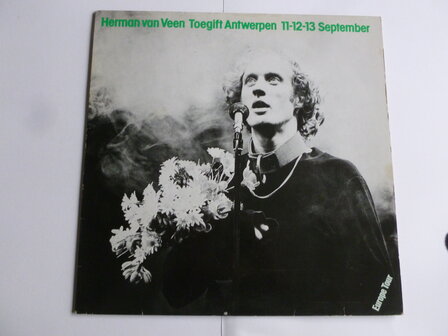 Herman van Veen Toegift Antwerpen 11-12-13 September
Europe Tour